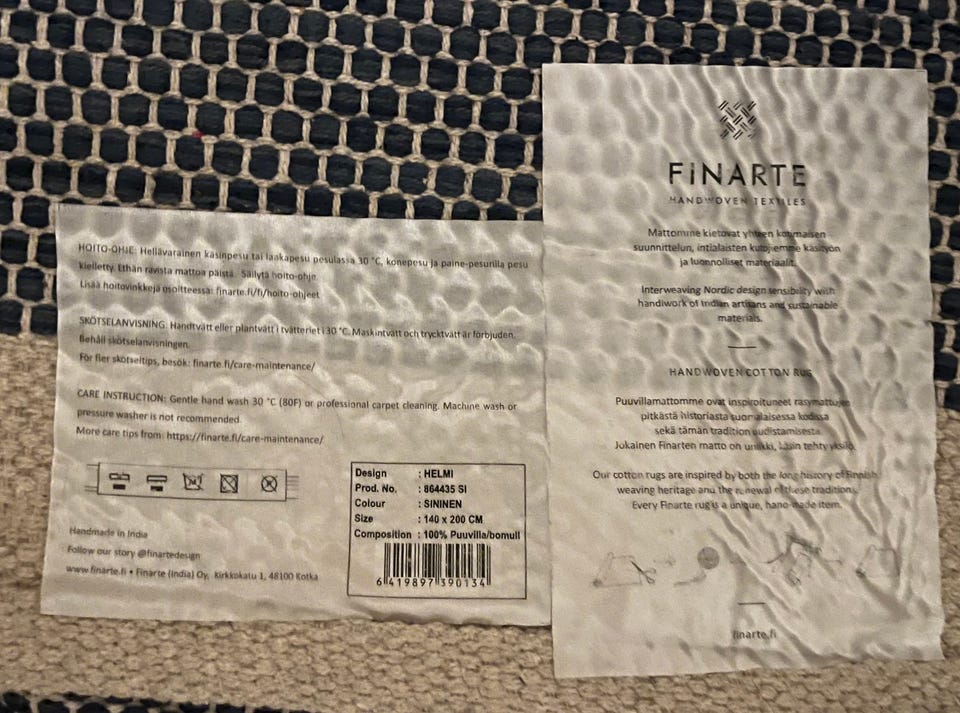 HOITO-OHJE: Hellävarainen käsinpesu tai laakapesu pesulassa 30 °C, konepesu ja paine-pesurilla pesu
kielletty. Ethän ravista mattoa päistä. Säilytä hoito-ohje.
Lisää hoitovinkkejä osoitteessa: finarte.fi/fi/hoito-ohjeet
SKÖTSELANVISNING: Handtvätt eller plantvätt i tvätteriet i 30 °C. Maskintvätt och trycktvätt är förbjuden.
Behåll skötselanvisningen.
För fler skötseltips, besök: finarte.fi/care-maintenance/
CARE INSTRUCTION: Gentle hand wash 30 °C (80F) or professional carpet cleaning. Machine wash or
pressure washer is not recommended.
More care tips from: https://finarte.fi/care-maintenance/
Design : HELMI
Prod. No. : 864435 SI
Colour : SININEN
Size : 140 x 200 CM
Composition : 100% Puuvilla/bomull
6 419897 390134
Handmade in India
Follow our story @finartedesign
www.finarte.fi • Finarte (India) Oy, Kirkkokatu 1, 48100 Kotka
FINARTE
HANDWOVEN TEXTILES
Mattomme kietovat yhteen kotimaisen
suunnittelun, intialaisten kutojiemme käsityön
ja luonnolliset materiaalit.
Interweaving Nordic design sensibility with
handiwork of Indian artisans and sustainable
materials.
HANDWOVEN COTTON RUG
Puuvillamattomme ovat inspiroituneet räsymattojen
pitkästä historiasta suomalaisessa kodissa
sekä tämän tradition uudistamisesta.
Jukainen Finarten matto on uniikki, käsin tehty yksilö.
Our cotton rugs are inspired by both the long history of Finnish
weaving heritage and the renewal of these tradition.
Every Finarte rug is a unique, hand-made item.
finarte.fi